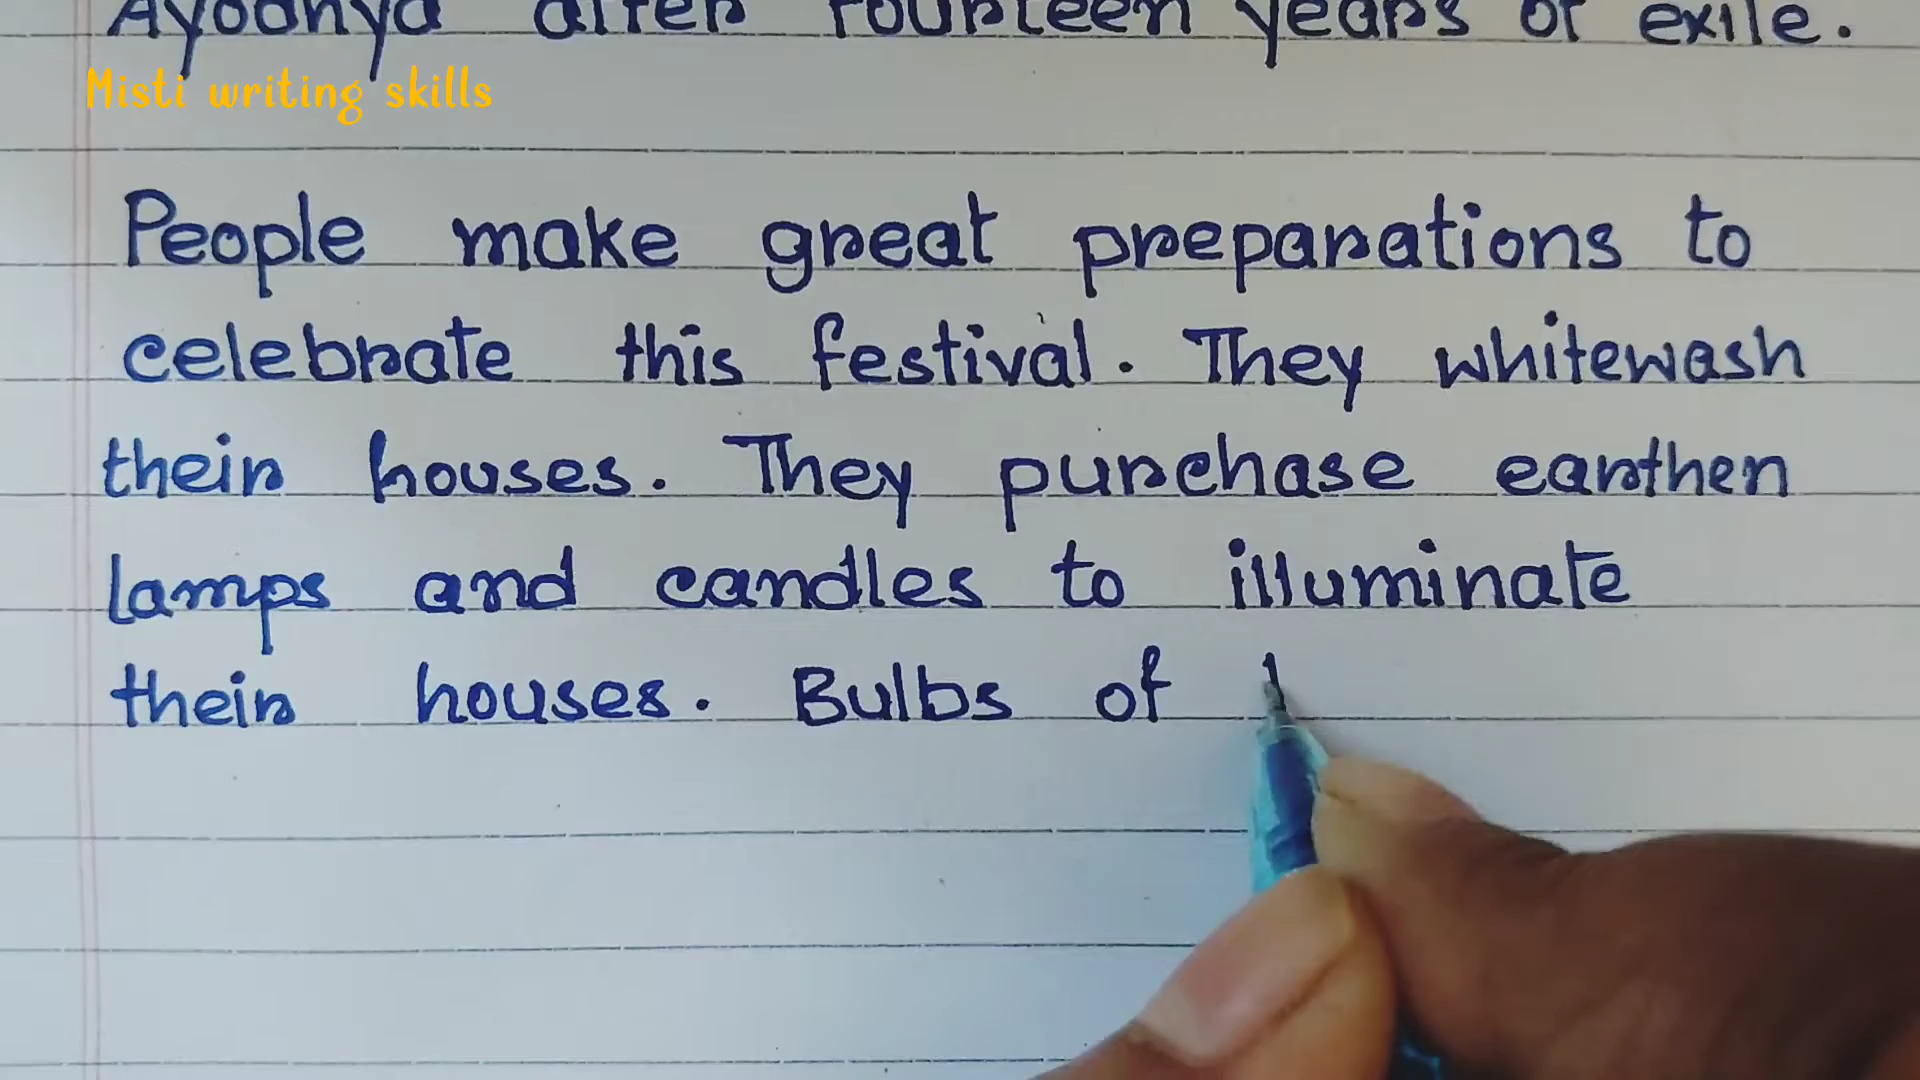 Ayodhya after fourteen years of exile.
Misti writing skills
People make great preparations to
celebrate this festival. They whitewash
their houses. They purchase earthen
lamps and candles to illuminate
their houses. Bulbs of